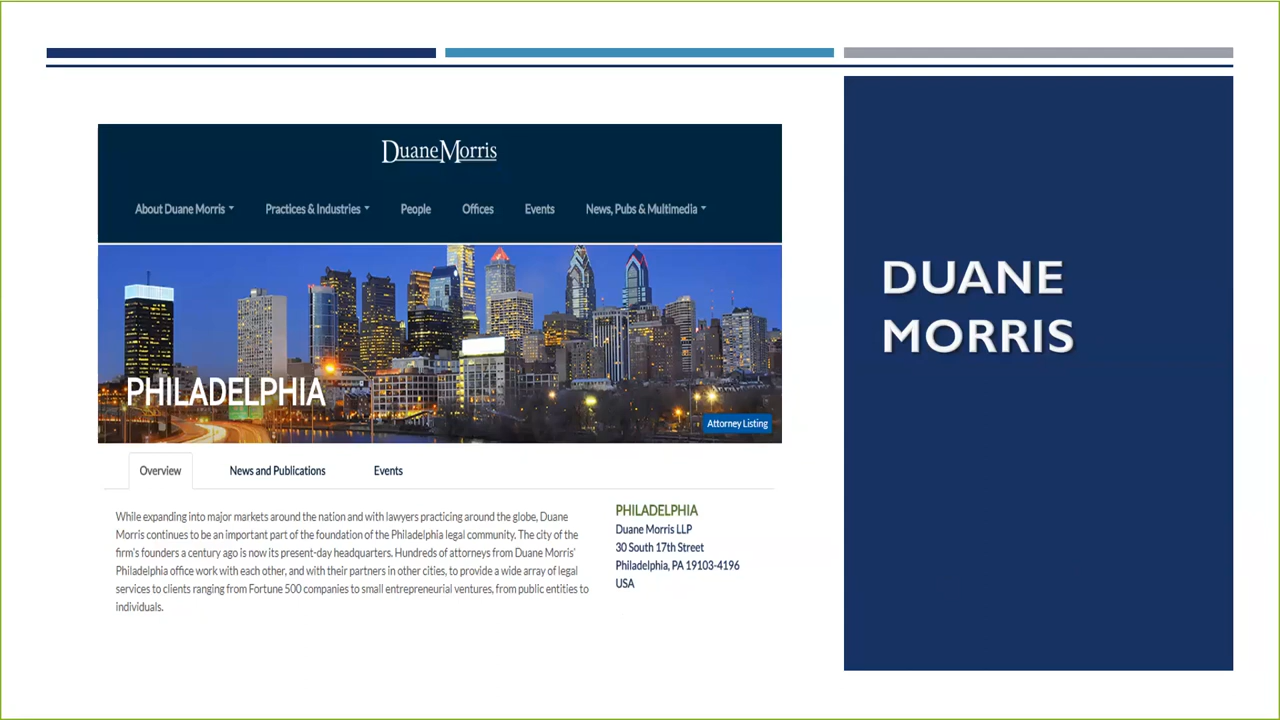 DuaneMorris
About Duane Morris
Practices & Industries
People
Offices
Events
News, Pubs & Multimedia
PHILADELPHIA
Attorney Listing
Overview
News and Publications
Events
While expanding into major markets around the nation and with lawyers practicing around the globe, Duane
Morris continues to be an important part of the foundation of the Philadelphia legal community. The city of the
firm's founders a century ago is now its present-day headquarters. Hundreds of attorneys from Duane Morris'
Philadelphia office work with each other, and with their partners in other cities, to provide a wide array of legal
services to clients ranging from Fortune 500 companies to small entrepreneurial ventures, from public entities to
individuals.
PHILADELPHIA
Duane Morris LLP
30 South 17th Street
Philadelphia, PA 19103-4196
USA
DUANE
MORRIS